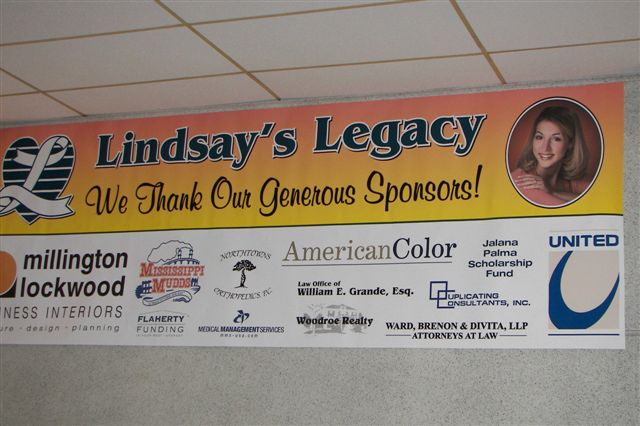 Lindsay's Legacy
We Thank Our Generous Sponsors!
millington
lockwood
NESS INTERIORS
ure · design · planning
MISSISSIPPI
MUDDS
FLAHERTY
FUNDING
NORTHTOWNS
ORTHOPEDICS P.C.
MEDICAL MANAGEMENT SERVICES
AmericanColor
Law Office of
William E. Grande, Esq.
Woodroe Realty
Jalana
Palma
Scholarship
Fund
DUPLICATING
CONSULTANTS, INC.
WARD, BRENON & DIVITA, LLP
ATTORNEYS AT LAW
UNITED